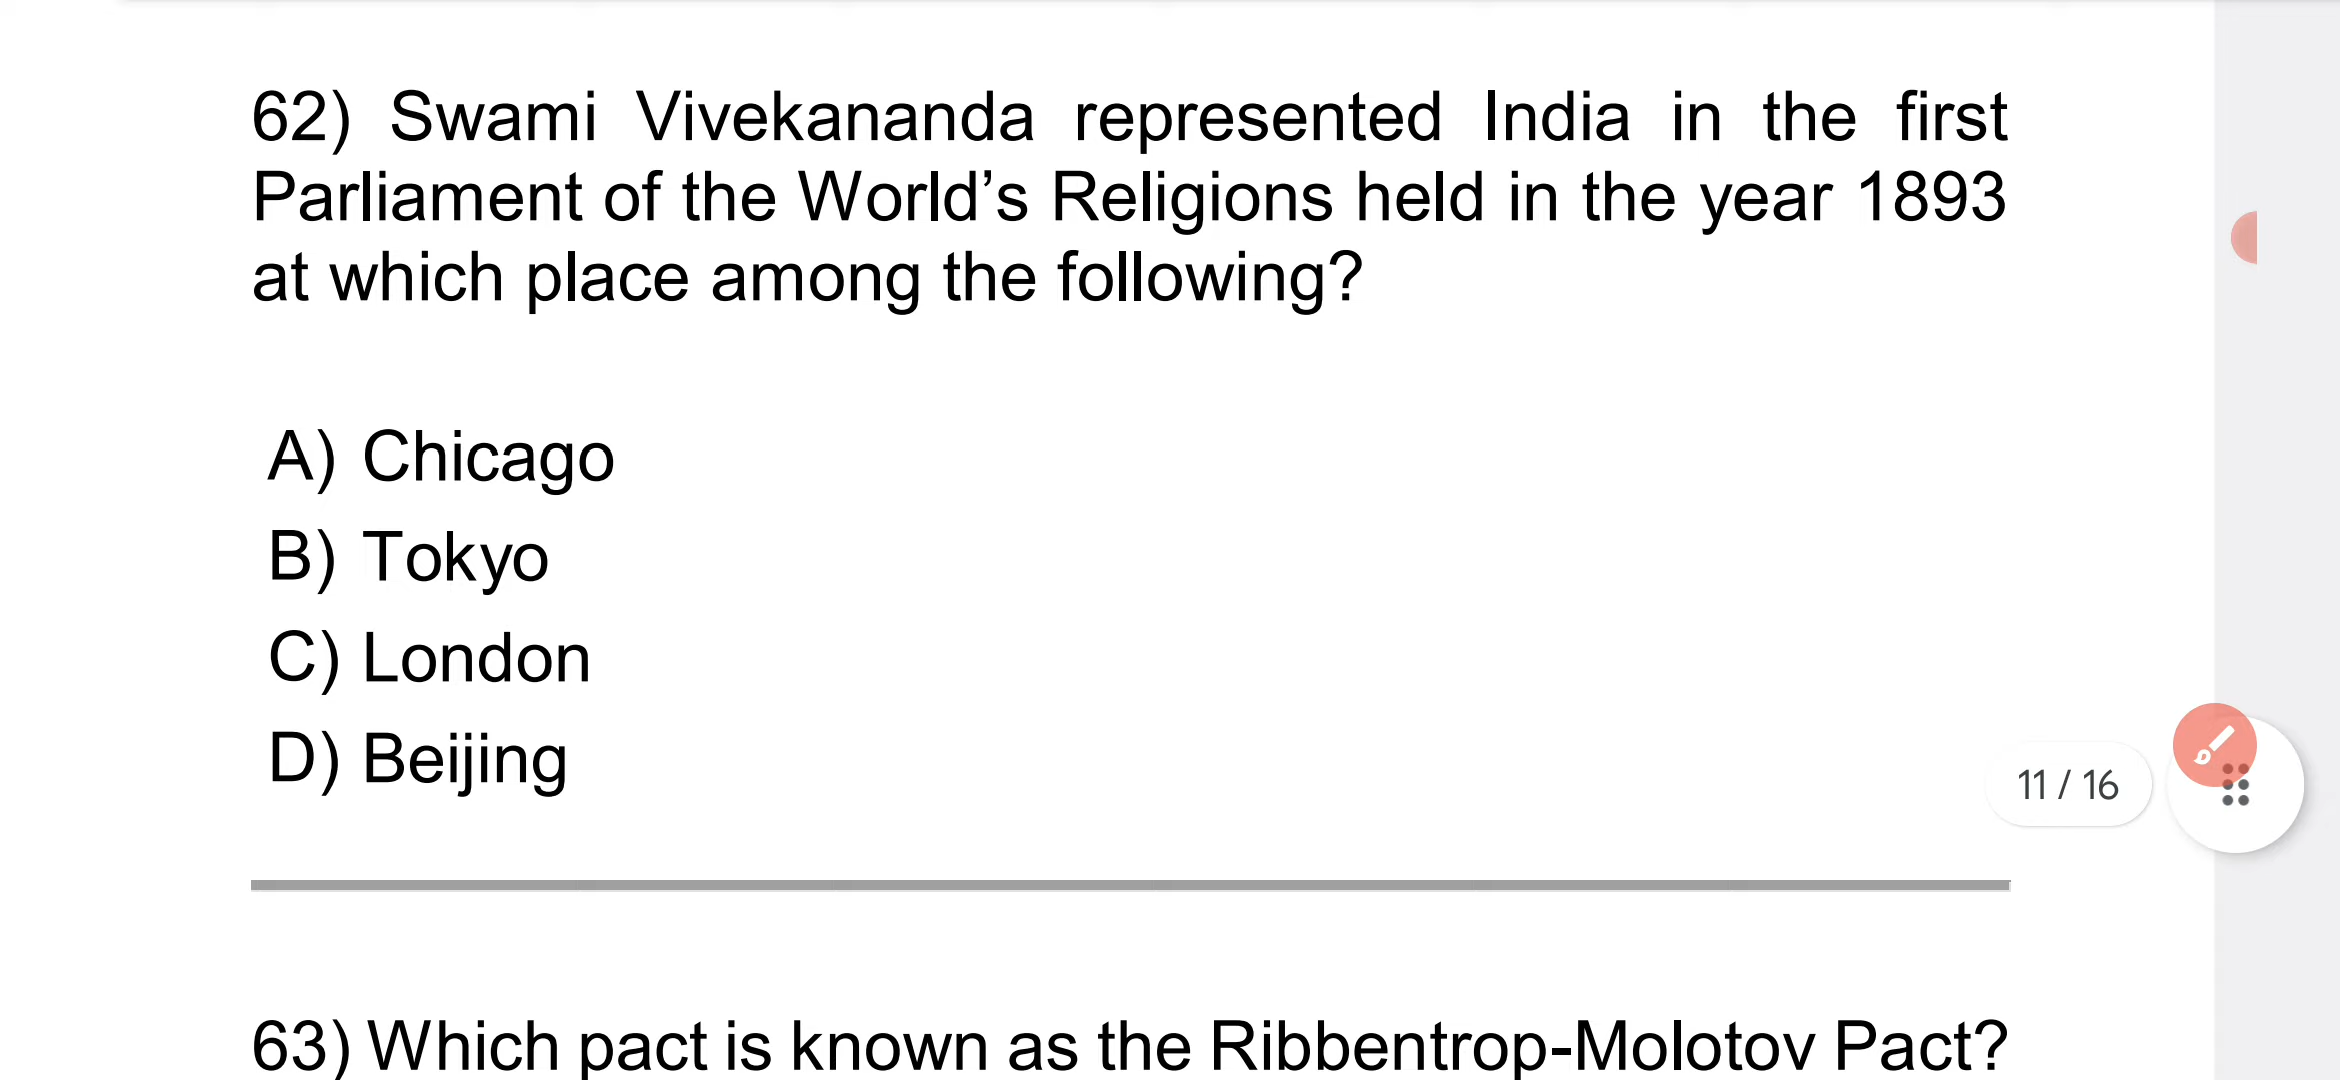 62) Swami Vivekananda represented India in the first
Parliament of the World’s Religions held in the year 1893
at which place among the following?
A) Chicago
B) Tokyo
C) London
D) Beijing
11 / 16
63) Which pact is known as the Ribbentrop-Molotov Pact?